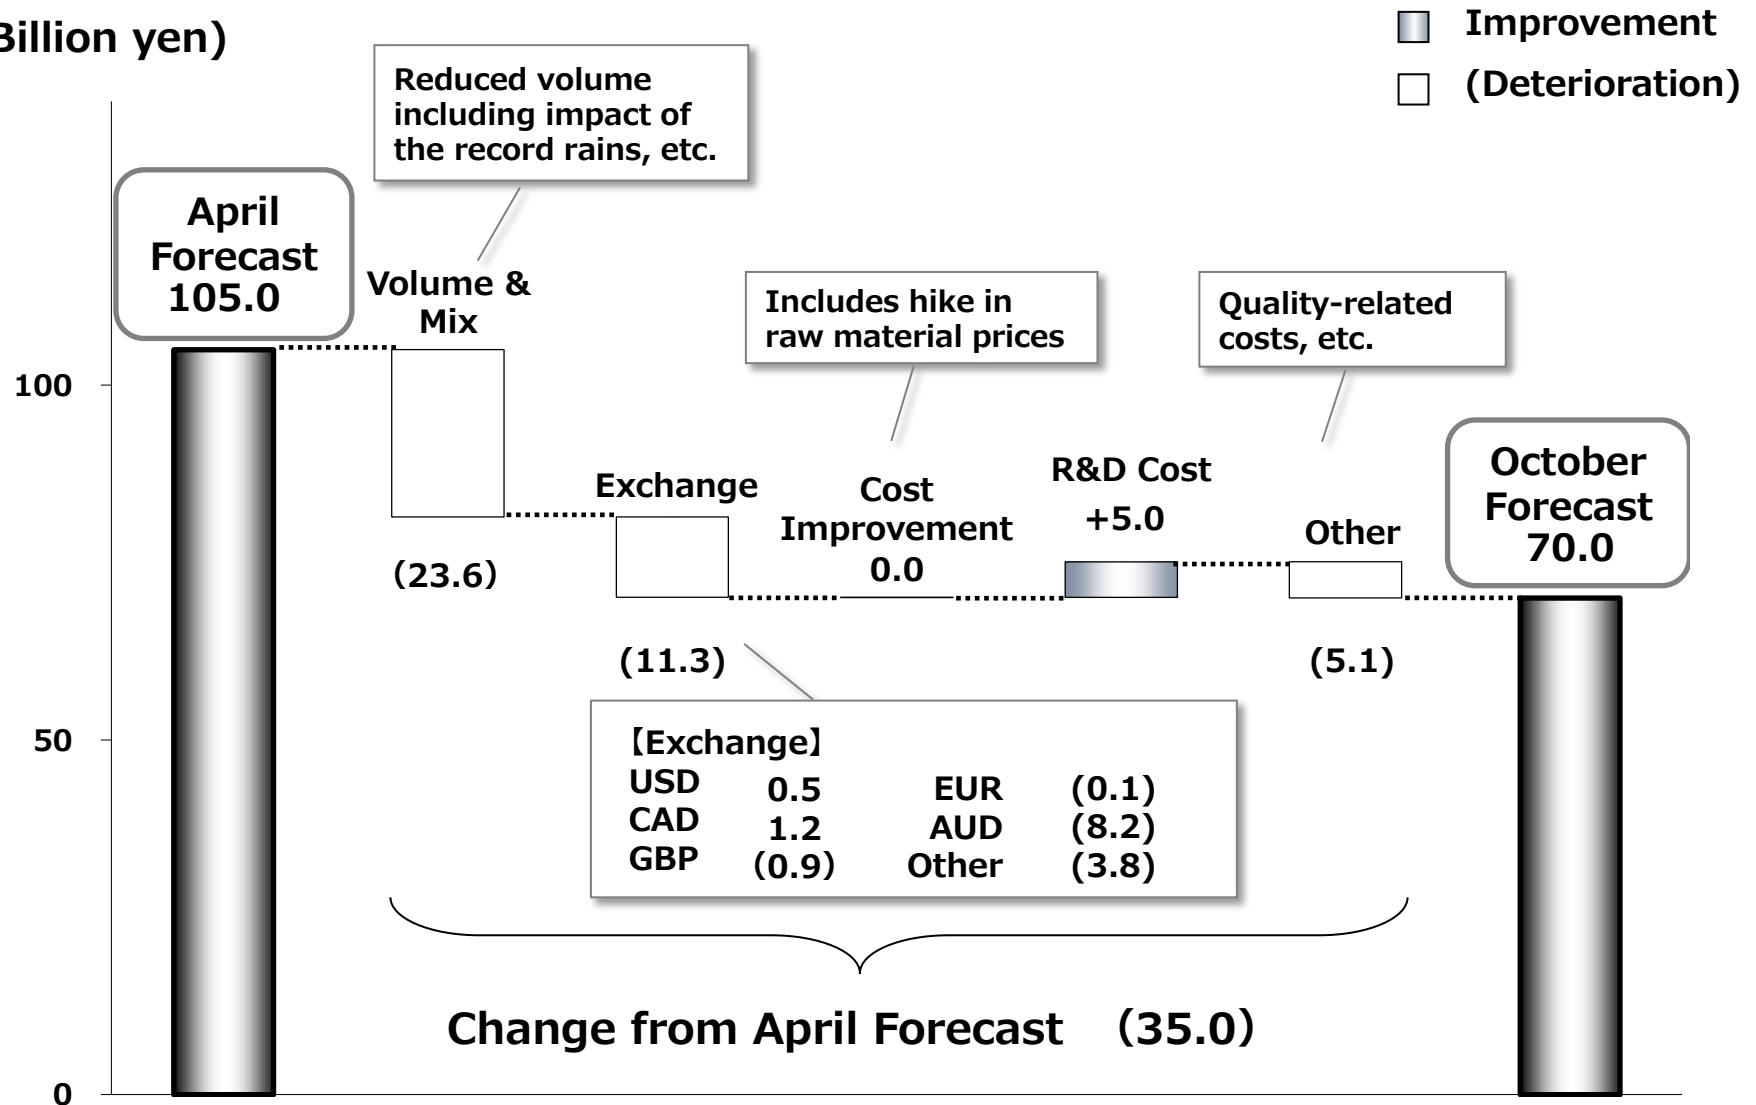 Billion yen)
Improvement
(Deterioration)
Reduced volume
including impact of
the record rains, etc.
April
Forecast
105.0
Volume &
Mix
(23.6)
Includes hike in
raw material prices
Quality-related
costs, etc.
100
Exchange
(11.3)
Cost
Improvement
0.0
R&D Cost
+5.0
Other
(5.1)
October
Forecast
70.0
50
【Exchange】
USD 0.5 EUR (0.1)
CAD 1.2 AUD (8.2)
GBP (0.9) Other (3.8)
Change from April Forecast (35.0)
0